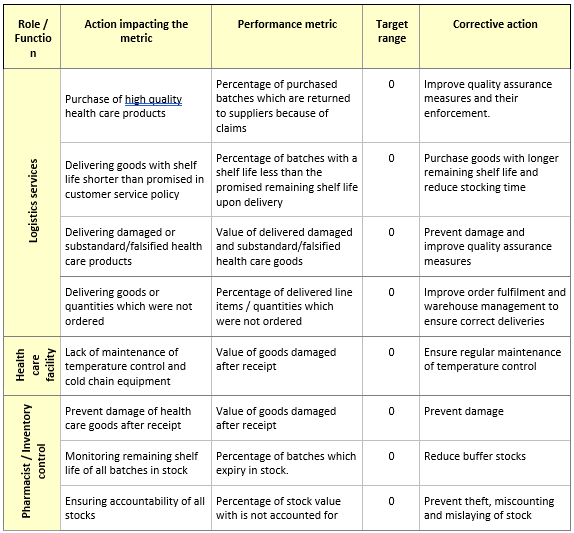 Role / Functio n
Action impacting the metric
Performance metric
Target range
Corrective action
Logistics services
Purchase of high quality
health care products
Percentage of purchased
batches which are returned
to suppliers because of
claims
0
Improve quality assurance
measures and their
enforcement.
Delivering goods with shelf
life shorter than promised in
customer service policy
Percentage of batches with a
shelf life less than the
promised remaining shelf life
upon delivery
0
Purchase goods with longer
remaining shelf life and
reduce stocking time
Delivering damaged or
substandard/falsified health
care products
Value of delivered damaged
and substandard/falsified
health care goods
0
Prevent damage and
improve quality assurance
measures
Delivering goods or
quantities which were not
ordered
Percentage of delivered line
items / quantities which
were not ordered
0
Improve order fulfilment and
warehouse management to
ensure correct deliveries
Health
care
facility
Lack of maintenance of
temperature control and
cold chain equipment
Value of goods damaged
after receipt
0
Ensure regular maintenance
of temperature control
Pharmacist / Inventory
control
Prevent damage of health
care goods after receipt
Value of goods damaged
after receipt
0
Prevent damage
Monitoring remaining shelf
life of all batches in stock
Percentage of batches which
expiry in stock.
0
Reduce buffer stocks
Ensuring accountability of all
stocks
Percentage of stock value
with is not accounted for
0
Prevent theft, miscounting
and mislaying of stock